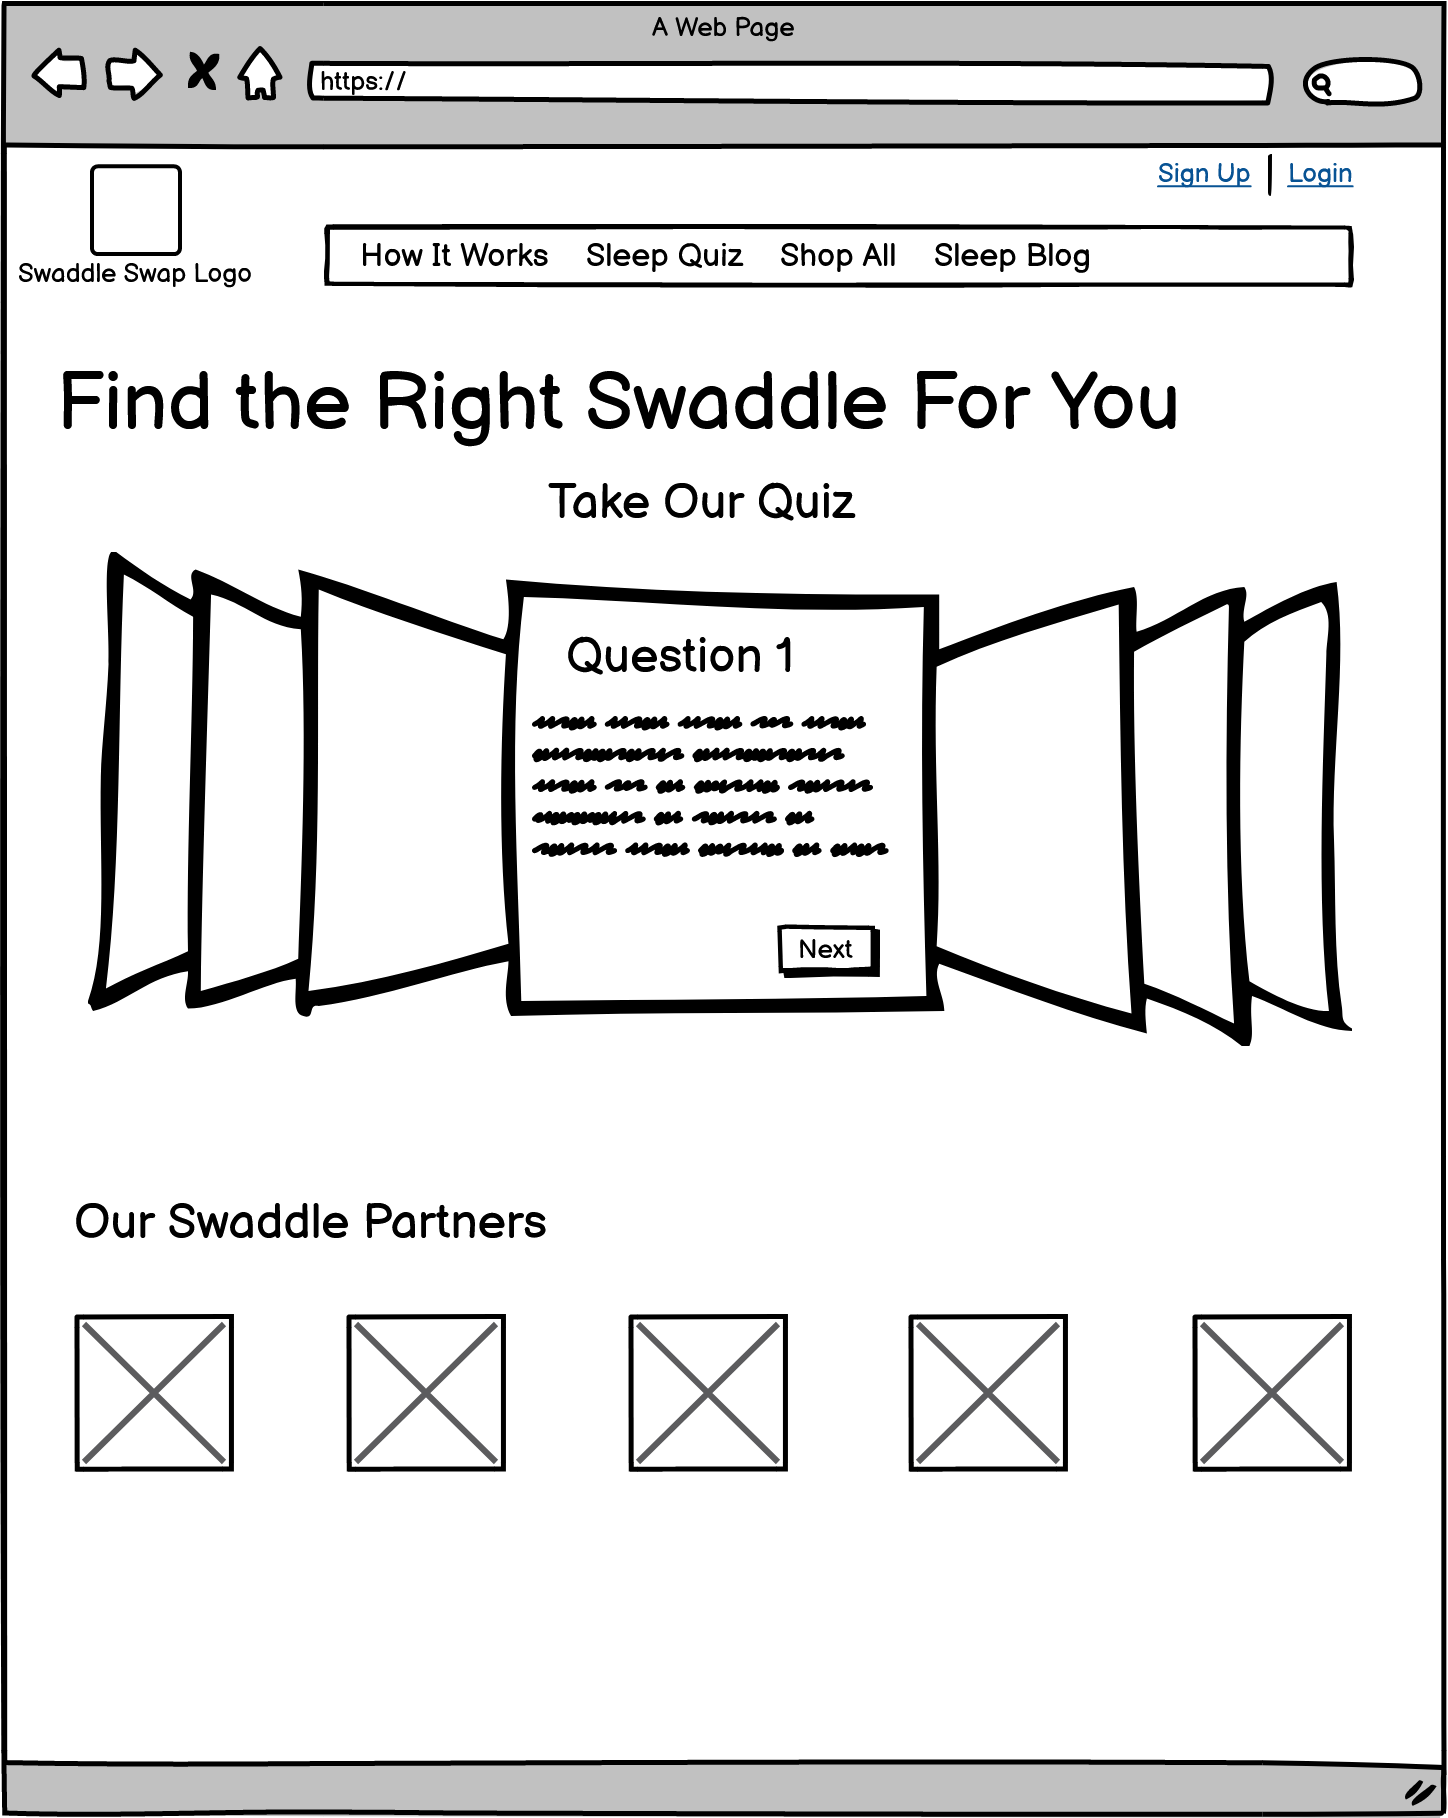 A Web Page
https://
Sign Up
Login
Swaddle Swap Logo
How It Works Sleep Quiz Shop All Sleep Blog
Find the Right Swaddle For You
Take Our Quiz
Question 1
Next
Our Swaddle Partners